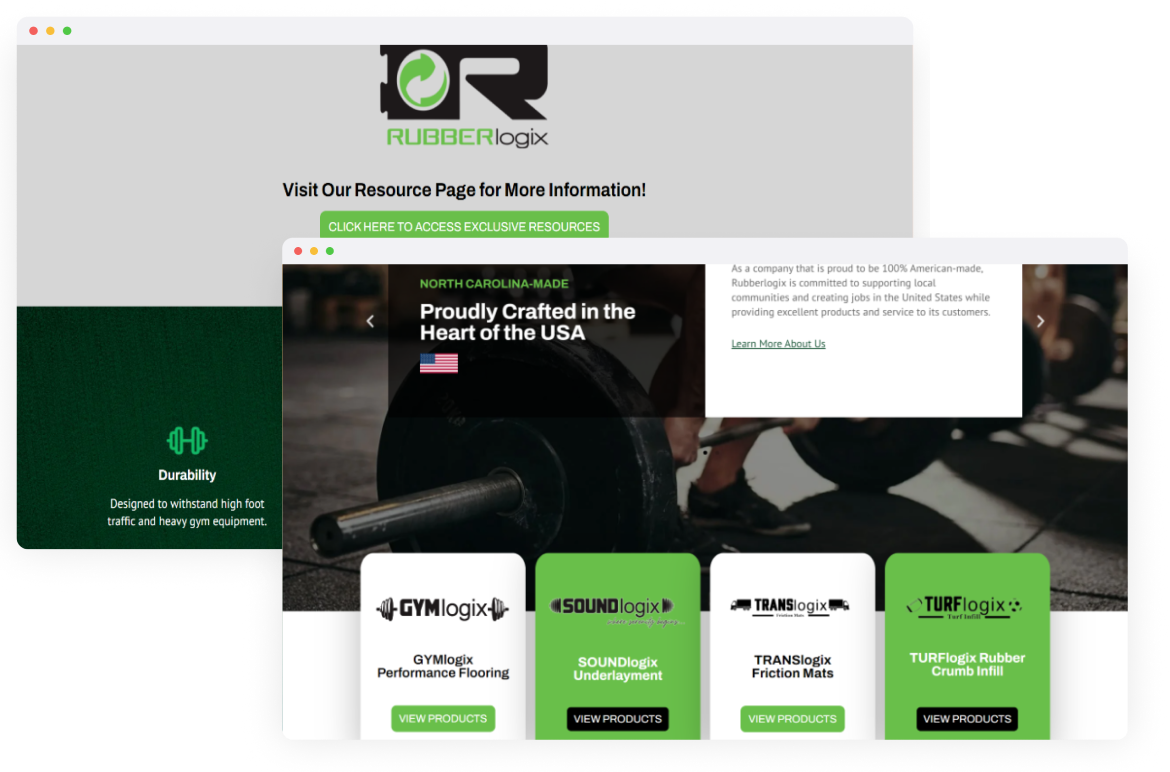 RUBBERlogix
Visit Our Resource Page for More Information!
CLICK HERE TO ACCESS EXCLUSIVE RESOURCES
Durability
Designed to withstand high foot
traffic and heavy gym equipment.
NORTH CAROLINA-MADE
Proudly Crafted in the
Heart of the USA
As a company that is proud to be 100% American-made,
Rubberlogix is committed to supporting local
communities and creating jobs in the United States while
providing excellent products and service to its customers.
Learn More About Us
GYMlogix
GYMlogix
Performance Flooring
VIEW PRODUCTS
SOUNDlogix
SOUNDlogix
Underlayment
VIEW PRODUCTS
TRANSlogix
Friction Mats
TRANSlogix
Friction Mats
VIEW PRODUCTS
TURFlogix
Turf Infill
TURFlogix Rubber
Crumb Infill
VIEW PRODUCTS